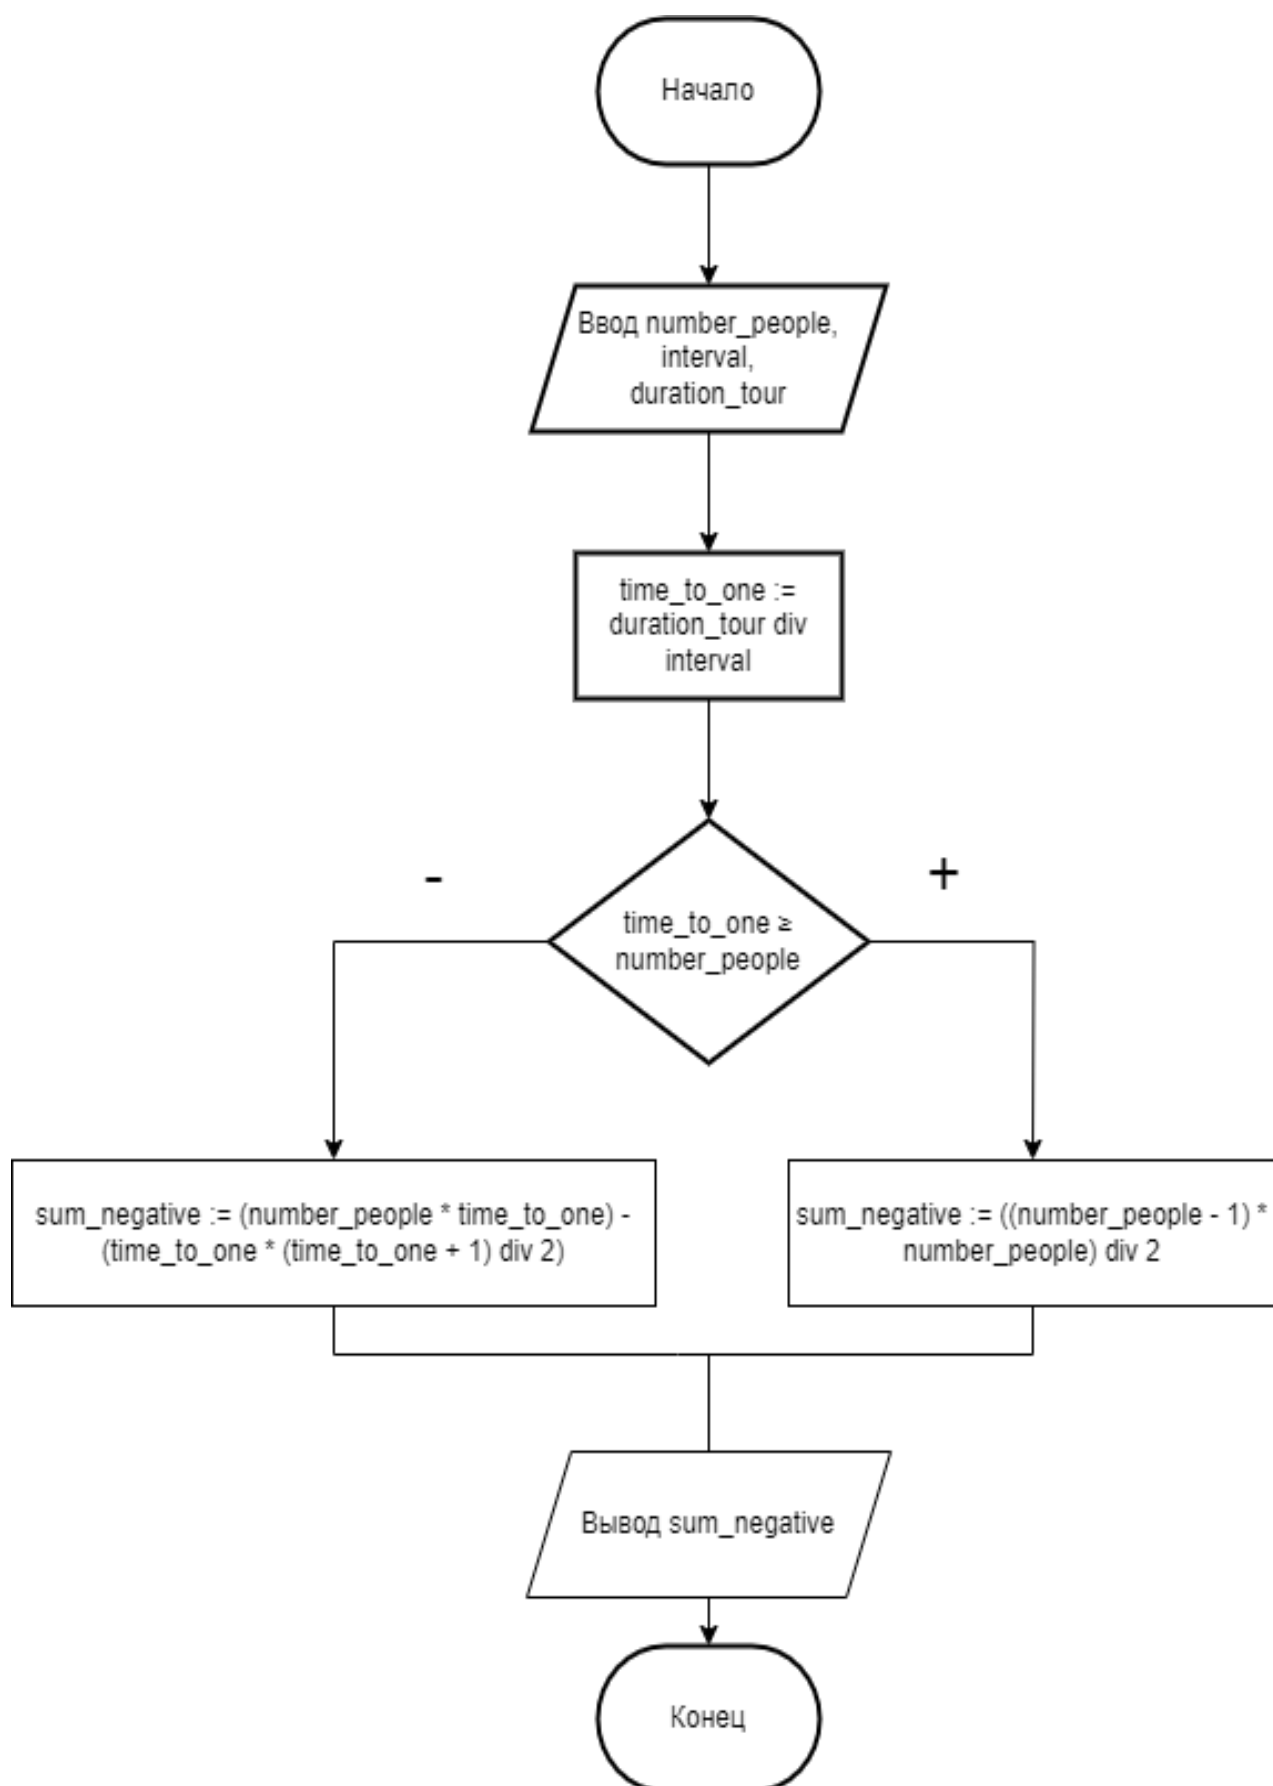 Начало
Ввод number_people,
interval,
duration_tour
time_to_one :=
duration_tour div
interval
-
+
time_to_one ≥
number_people
sum_negative := (number_people * time_to_one) -
(time_to_one * (time_to_one + 1) div 2)
sum_negative := ((number_people - 1) *
number_people) div 2
Вывод sum_negative
Конец